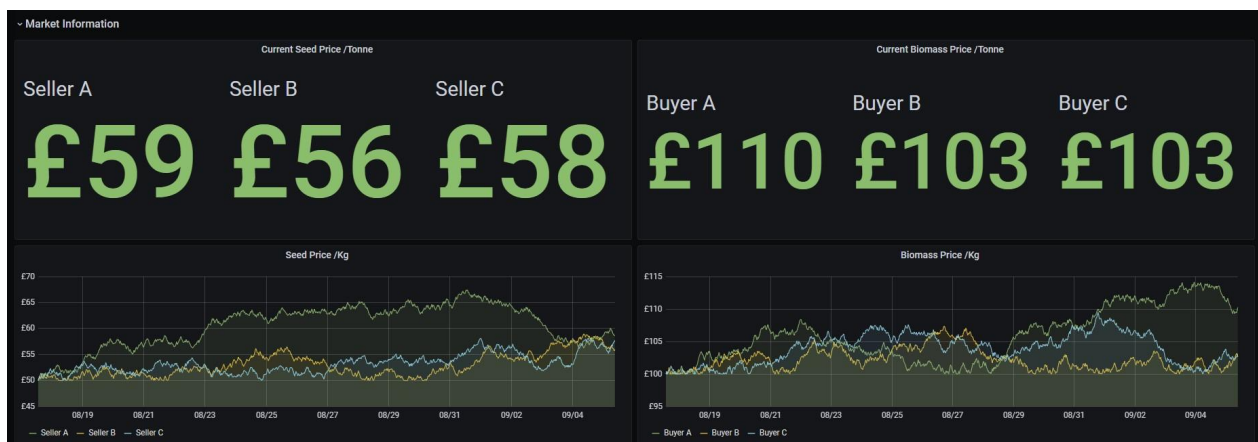 Market Information
Current Seed Price /Tonne
Seller A Seller B Seller C
£59 £56 £58
Current Biomass Price /Tonne
Buyer A Buyer B Buyer C
£110 £103 £103
Seed Price /Kg
£70
£65
£60
£55
£50
£45
08/19 08/21 08/23 08/25 08/27 08/29 08/31 09/02 09/04
Seller A Seller B Seller C
Biomass Price /Kg
£115
£110
£105
£100
£95
08/19 08/21 08/23 08/25 08/27 08/29 08/31 09/02 09/04
Buyer A Buyer B Buyer C